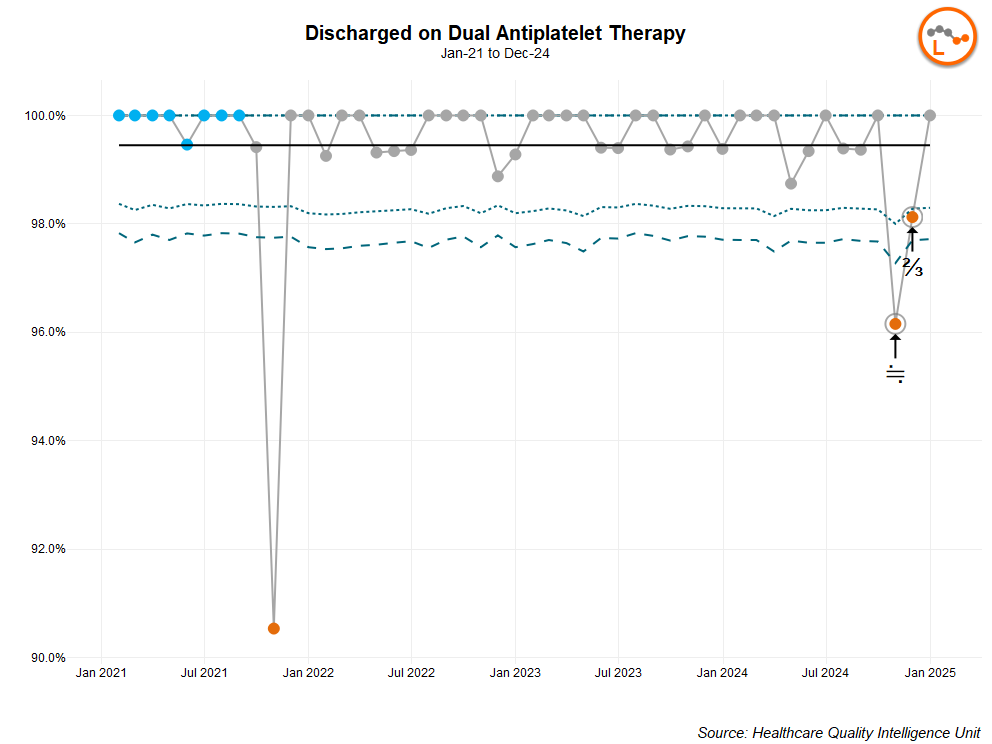 Discharged on Dual Antiplatelet Therapy
Jan-21 to Dec-24
L
100.0%
98.0%
96.0%
94.0%
92.0%
90.0%
⅔
≒
Jan 2021 Jul 2021 Jan 2022 Jul 2022 Jan 2023 Jul 2023 Jan 2024 Jul 2024 Jan 2025
Source: Healthcare Quality Intelligence Unit